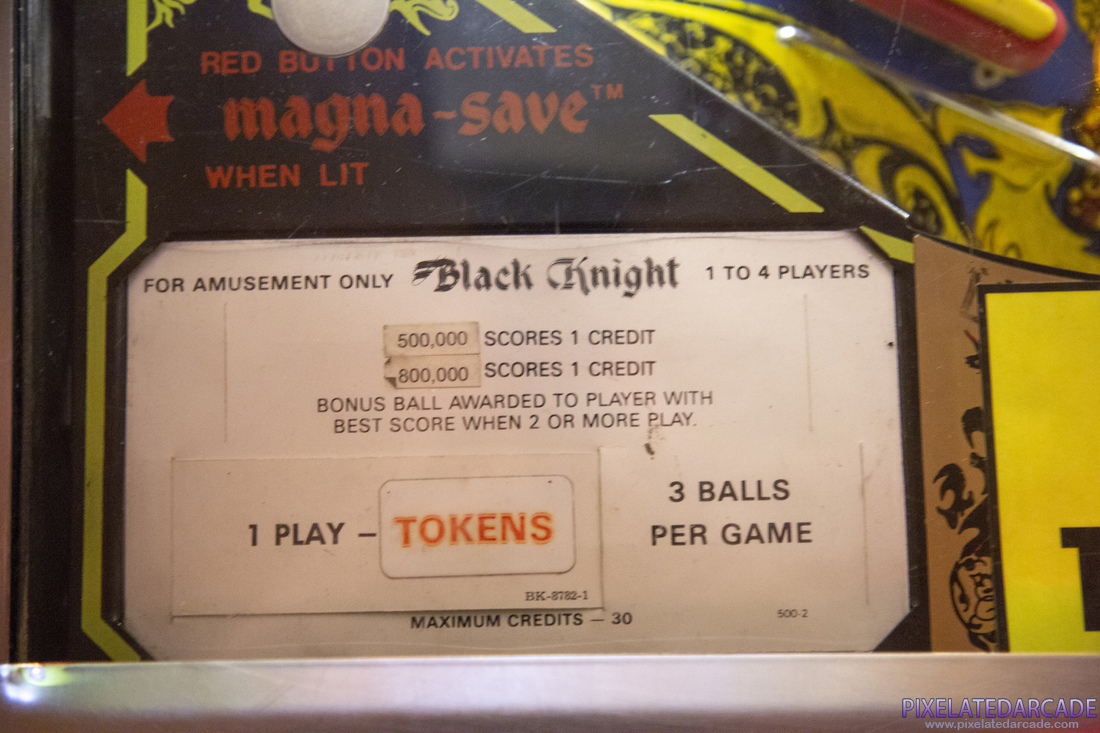 RED BUTTON ACTIVATES
magna-save™
WHEN LIT
FOR AMUSEMENT ONLY Black Knight 1 TO 4 PLAYERS
500,000 SCORES 1 CREDIT
800,000 SCORES 1 CREDIT
BONUS BALL AWARDED TO PLAYER WITH
BEST SCORE WHEN 2 OR MORE PLAY.
1 PLAY – TOKENS
BK-8782-1
3 BALLS
PER GAME
MAXIMUM CREDITS – 30
500-2
PIXELATEDARCADE
www.pixelatedarcade.com